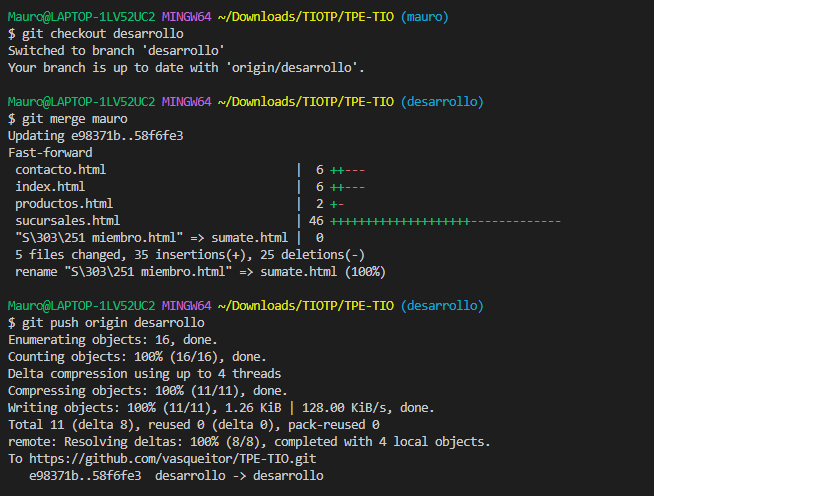 Mauro@LAPTOP-1LV52UC2 MINGW64 ~/Downloads/TIOTP/TPE-TIO (mauro)
$ git checkout desarrollo
Switched to branch 'desarrollo'
Your branch is up to date with 'origin/desarrollo'.
Mauro@LAPTOP-1LV52UC2 MINGW64 ~/Downloads/TIOTP/TPE-TIO (desarrollo)
$ git merge mauro
Updating e98371b..58f6fe3
Fast-forward
contacto.html | 6 ++---
index.html | 6 ++---
productos.html | 2 +-
sucursales.html | 46 ++++++++++++++++++++-------------
"S\303\251 miembro.html" => sumate.html | 0
5 files changed, 35 insertions(+), 25 deletions(-)
rename "S\303\251 miembro.html" => sumate.html (100%)
Mauro@LAPTOP-1LV52UC2 MINGW64 ~/Downloads/TIOTP/TPE-TIO (desarrollo)
$ git push origin desarrollo
Enumerating objects: 16, done.
Counting objects: 100% (16/16), done.
Delta compression using up to 4 threads
Compressing objects: 100% (11/11), done.
Writing objects: 100% (11/11), 1.26 KiB | 128.00 KiB/s, done.
Total 11 (delta 8), reused 0 (delta 0), pack-reused 0
remote: Resolving deltas: 100% (8/8), completed with 4 local objects.
To https://github.com/vasqueitor/TPE-TIO.git
e98371b..58f6fe3 desarrollo -> desarrollo